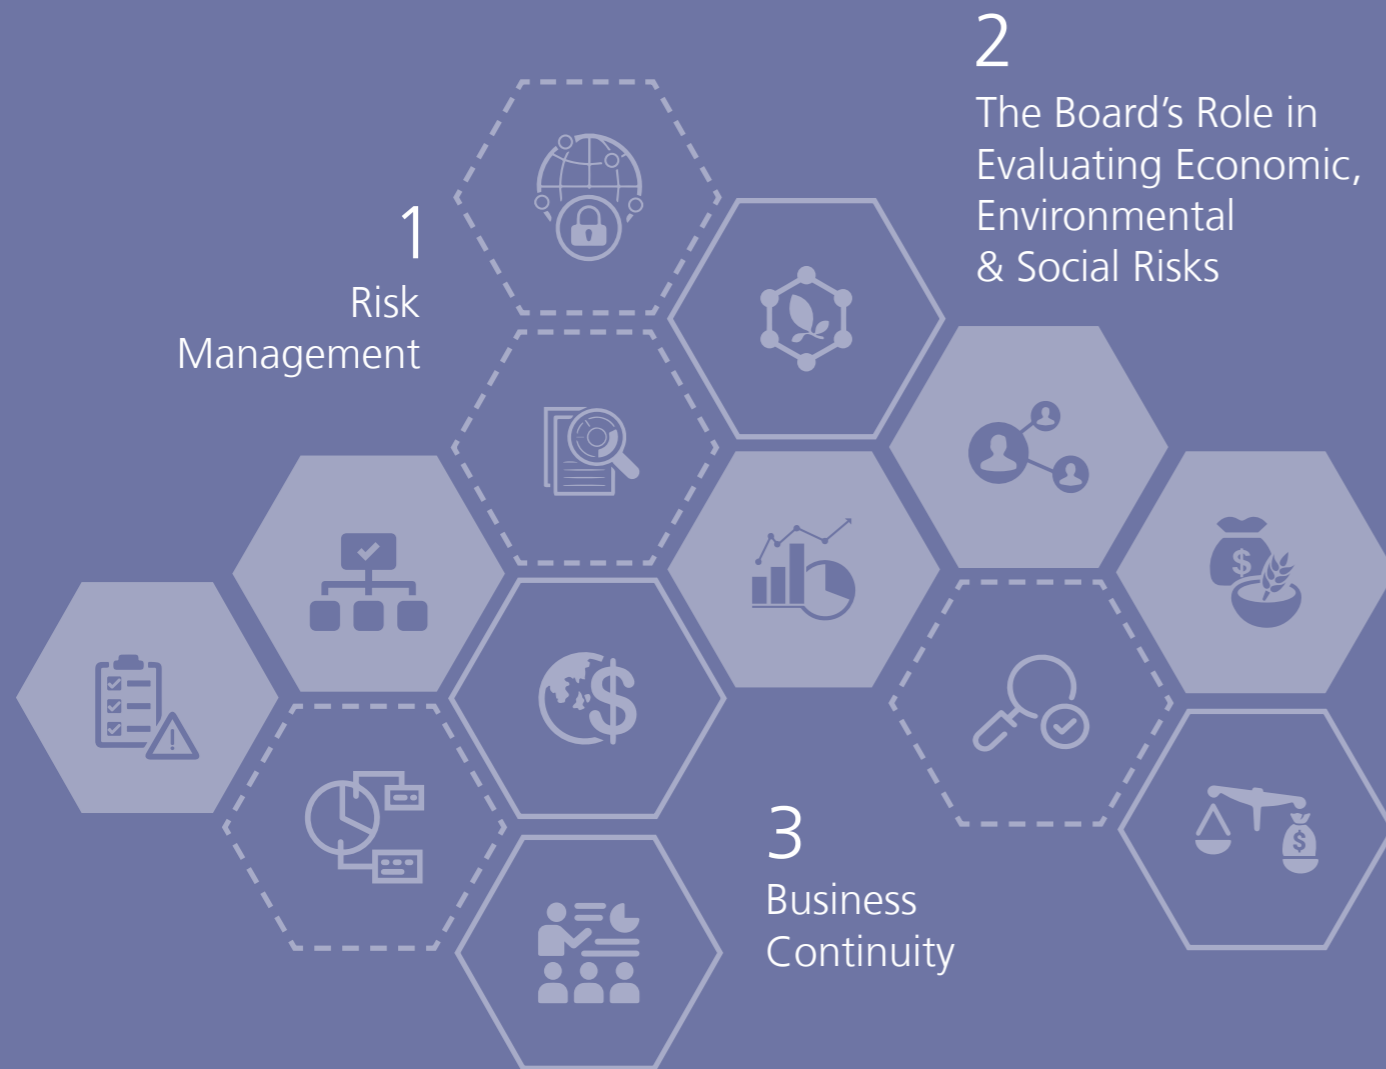 1
Risk
Management
2
The Board’s Role in
Evaluating Economic,
Environmental
& Social Risks
3
Business
Continuity
$
$
$